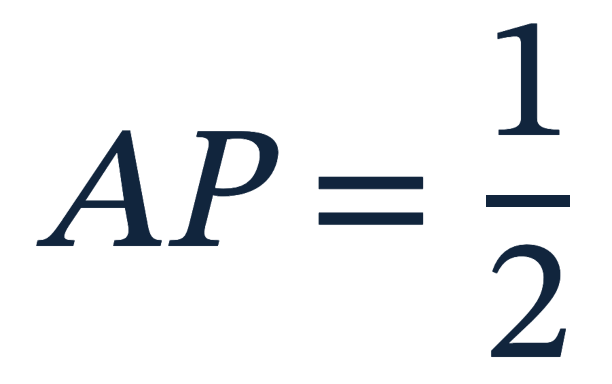 AP = 1/2